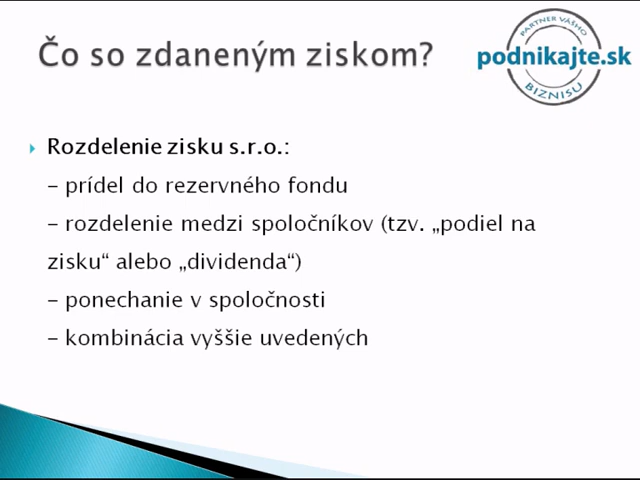 Čo so zdaneným ziskom?
PARTNER VÁŠHO
podnikajte.sk
BIZNISU
Rozdelenie zisku s.r.o.:
– prídel do rezervného fondu
– rozdelenie medzi spoločníkov (tzv. „podiel na
zisku“ alebo „dividenda“)
– ponechanie v spoločnosti
– kombinácia vyššie uvedených